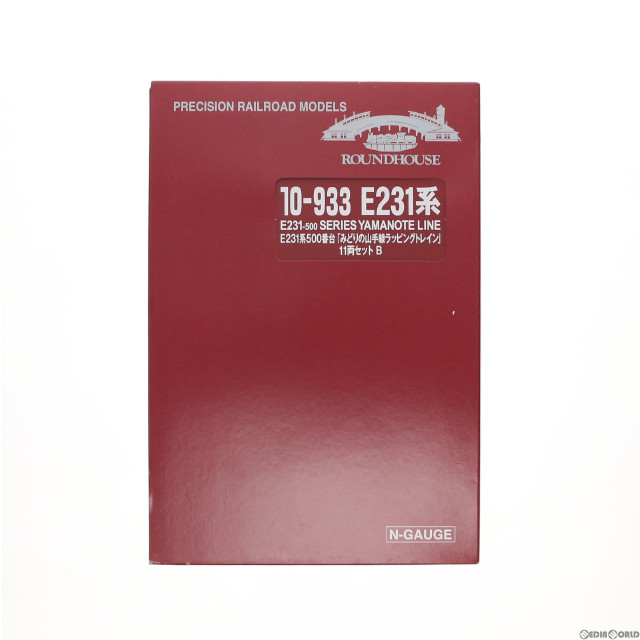 PRECISION RAILROAD MODELS
ROUNDHOUSE
10-933 E231系
E231-500 SERIES YAMANOTE LINE
E231系500番台「みどりの山手線ラッピングトレイン」
11両セット B
N-GAUGE
MEDIAWORLD